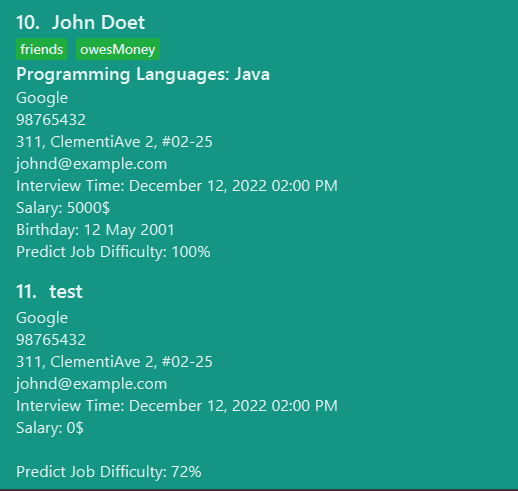 10. John Doet
friends owesMoney
Programming Languages: Java
Google
98765432
311, ClementiAve 2, #02-25
johnd@example.com
Interview Time: December 12, 2022 02:00 PM
Salary: 5000$
Birthday: 12 May 2001
Predict Job Difficulty: 100%
11. test
Google
98765432
311, ClementiAve 2, #02-25
johnd@example.com
Interview Time: December 12, 2022 02:00 PM
Salary: 0$
Predict Job Difficulty: 72%